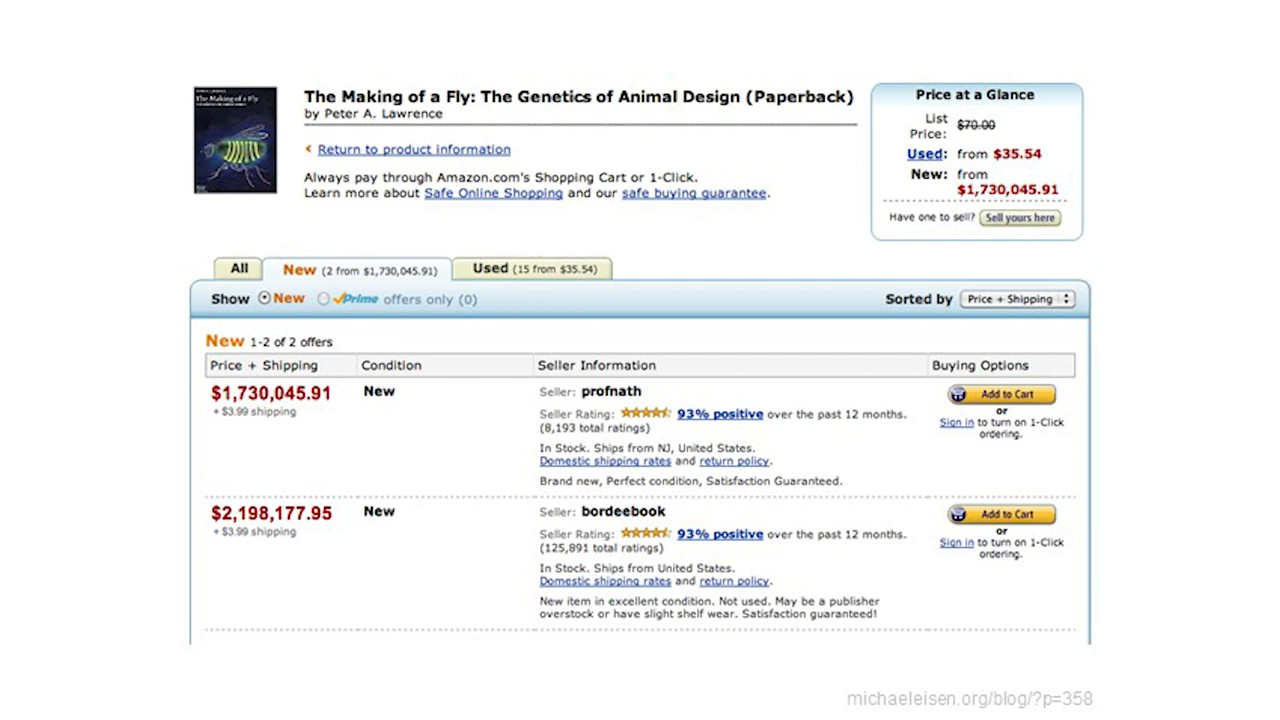 The Making of a Fly
The Making of a Fly: The Genetics of Animal Design (Paperback)
by Peter A. Lawrence
Return to product information
Always pay through Amazon.com's Shopping Cart or 1-Click.
Learn more about Safe Online Shopping and our safe buying guarantee.
Price at a Glance
List Price: $70.00
Used: from $35.54
New: from $1,730,045.91
Have one to sell? Sell yours here
All New (2 from $1,730,045.91) Used (15 from $35.54)
Show New Prime offers only (0) Sorted by Price + Shipping
New 1-2 of 2 offers
Price + Shipping Condition Seller Information Buying Options
$1,730,045.91
+ $3.99 shipping
New
Seller: profnath
Seller Rating: 93% positive over the past 12 months.
(8,193 total ratings)
In Stock. Ships from NJ, United States.
Domestic shipping rates and return policy.
Brand new, Perfect condition, Satisfaction Guaranteed.
Add to Cart
or
Sign in to turn on 1-Click
ordering.
$2,198,177.95
+ $3.99 shipping
New
Seller: bordeebook
Seller Rating: 93% positive over the past 12 months.
(125,891 total ratings)
In Stock. Ships from United States.
Domestic shipping rates and return policy.
New item in excellent condition. Not used. May be a publisher
overstock or have slight shelf wear. Satisfaction guaranteed!
Add to Cart
or
Sign in to turn on 1-Click
ordering.
michaeleisen.org/blog/?p=358